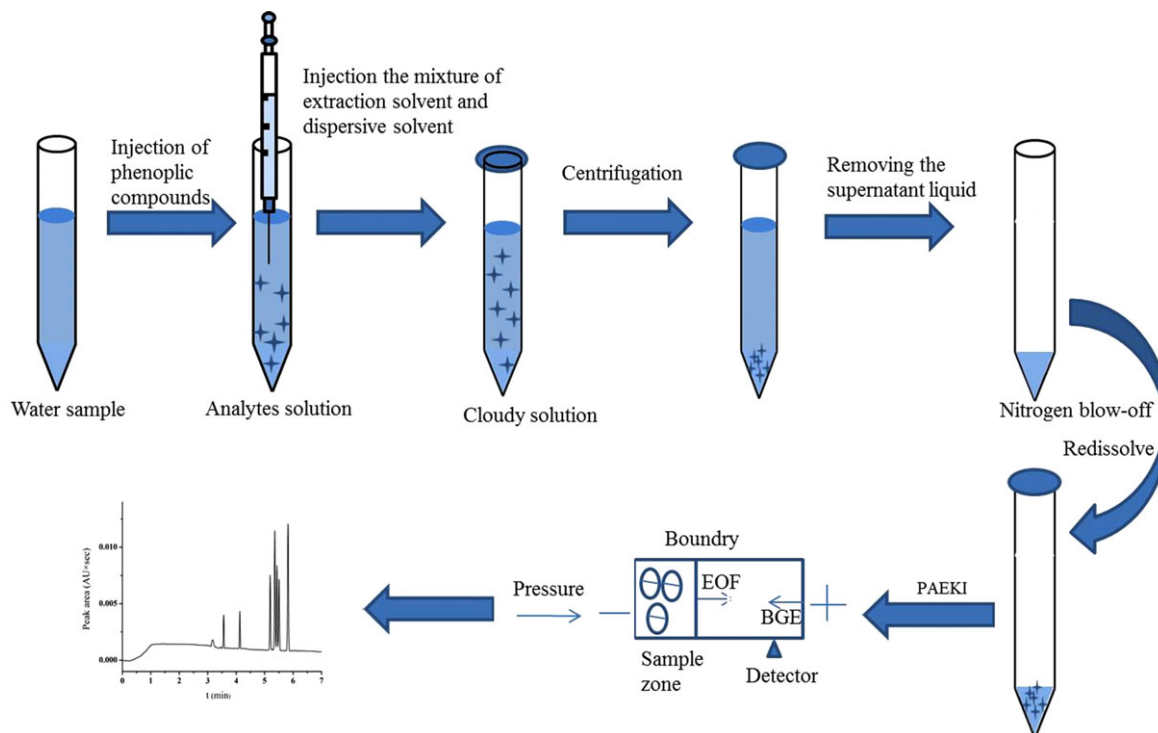 Injection the mixture of
extraction solvent and
dispersive solvent
Injection of
phenoplic
compounds
Centrifugation
Removing the
supernatant liquid
Water sample
Analytes solution
Cloudy solution
Nitrogen blow-off
Redissolve
PAEKI
Boundry
EOF
BGE
Sample
zone
Detector
Pressure
Peak area (AU×sec)
0.010
0.005
0.000
0 1 2 3 4 5 6 7
t (min)